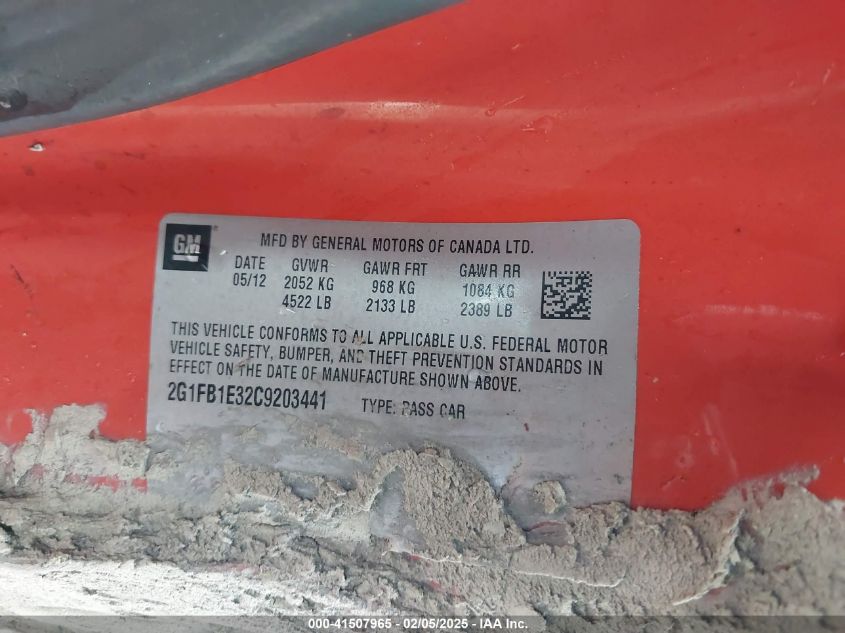 GM
MFD BY GENERAL MOTORS OF CANADA LTD.
DATE GVWR GAWR FRT GAWR RR
05/12 2052 KG 968 KG 1084 KG
4522 LB 2133 LB 2389 LB
THIS VEHICLE CONFORMS TO ALL APPLICABLE U.S. FEDERAL MOTOR
VEHICLE SAFETY, BUMPER, AND THEFT PREVENTION STANDARDS IN
EFFECT ON THE DATE OF MANUFACTURE SHOWN ABOVE.
2G1FB1E32C9203441 TYPE: PASS CAR
000-41507965 - 02/05/2025 - IAA Inc.